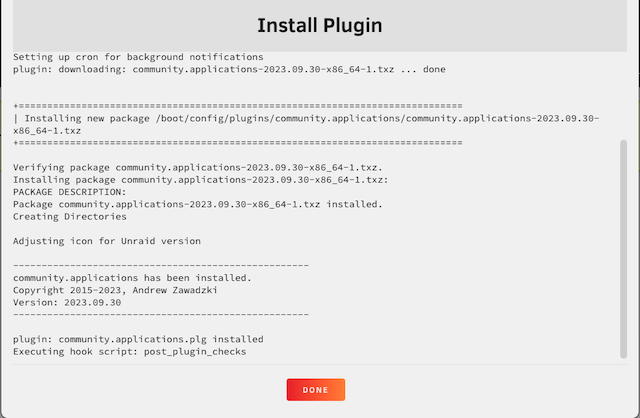 Install Plugin
Setting up cron for background notifications
plugin: downloading: community.applications-2023.09.30-x86_64-1.txz ... done
+==============================================================================
| Installing new package /boot/config/plugins/community.applications/community.applications-2023.09.30-
x86_64-1.txz
+==============================================================================
Verifying package community.applications-2023.09.30-x86_64-1.txz.
Installing package community.applications-2023.09.30-x86_64-1.txz:
PACKAGE DESCRIPTION:
Package community.applications-2023.09.30-x86_64-1.txz installed.
Creating Directories
Adjusting icon for Unraid version
----------------------------------------------------
community.applications has been installed.
Copyright 2015-2023, Andrew Zawadzki
Version: 2023.09.30
----------------------------------------------------
plugin: community.applications.plg installed
Executing hook script: post_plugin_checks
DONE